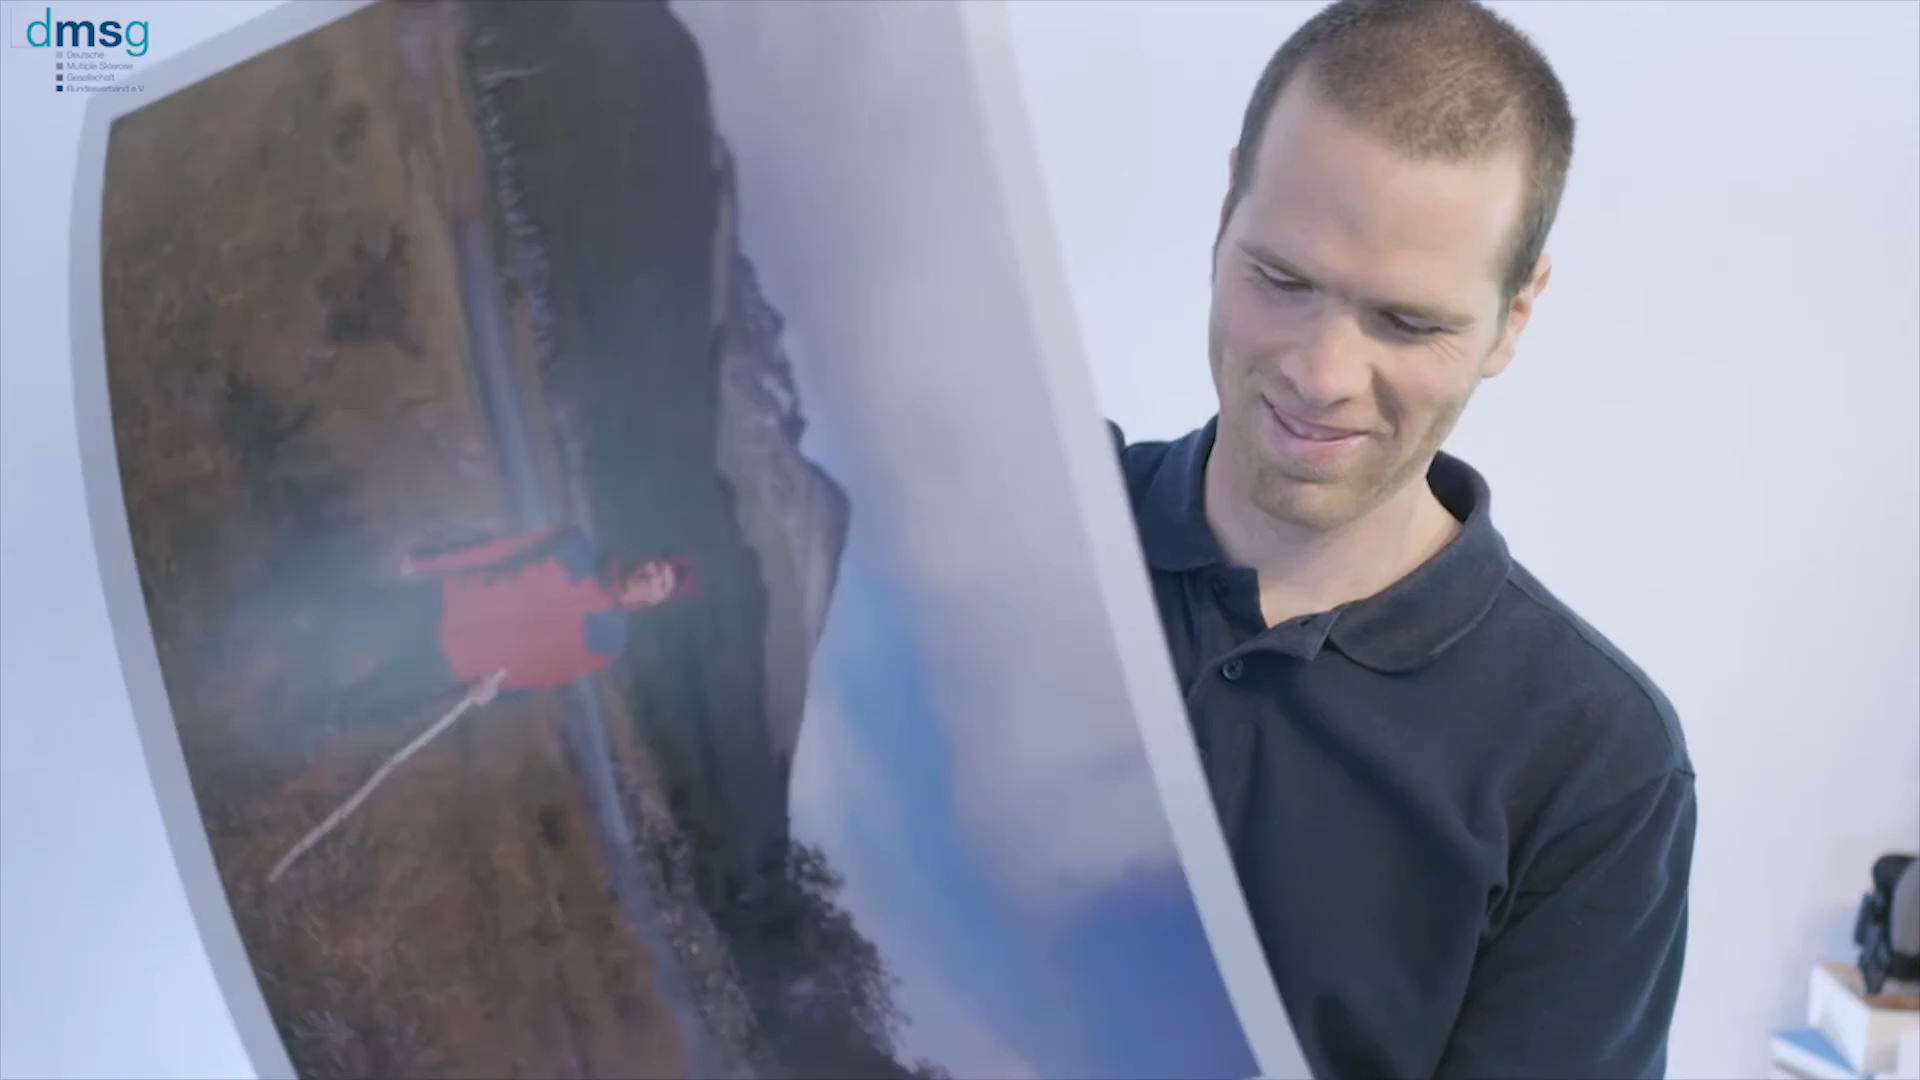 dmsg
Deutsche
Multiple Sklerose
Gesellschaft
Bundesverband e.V.